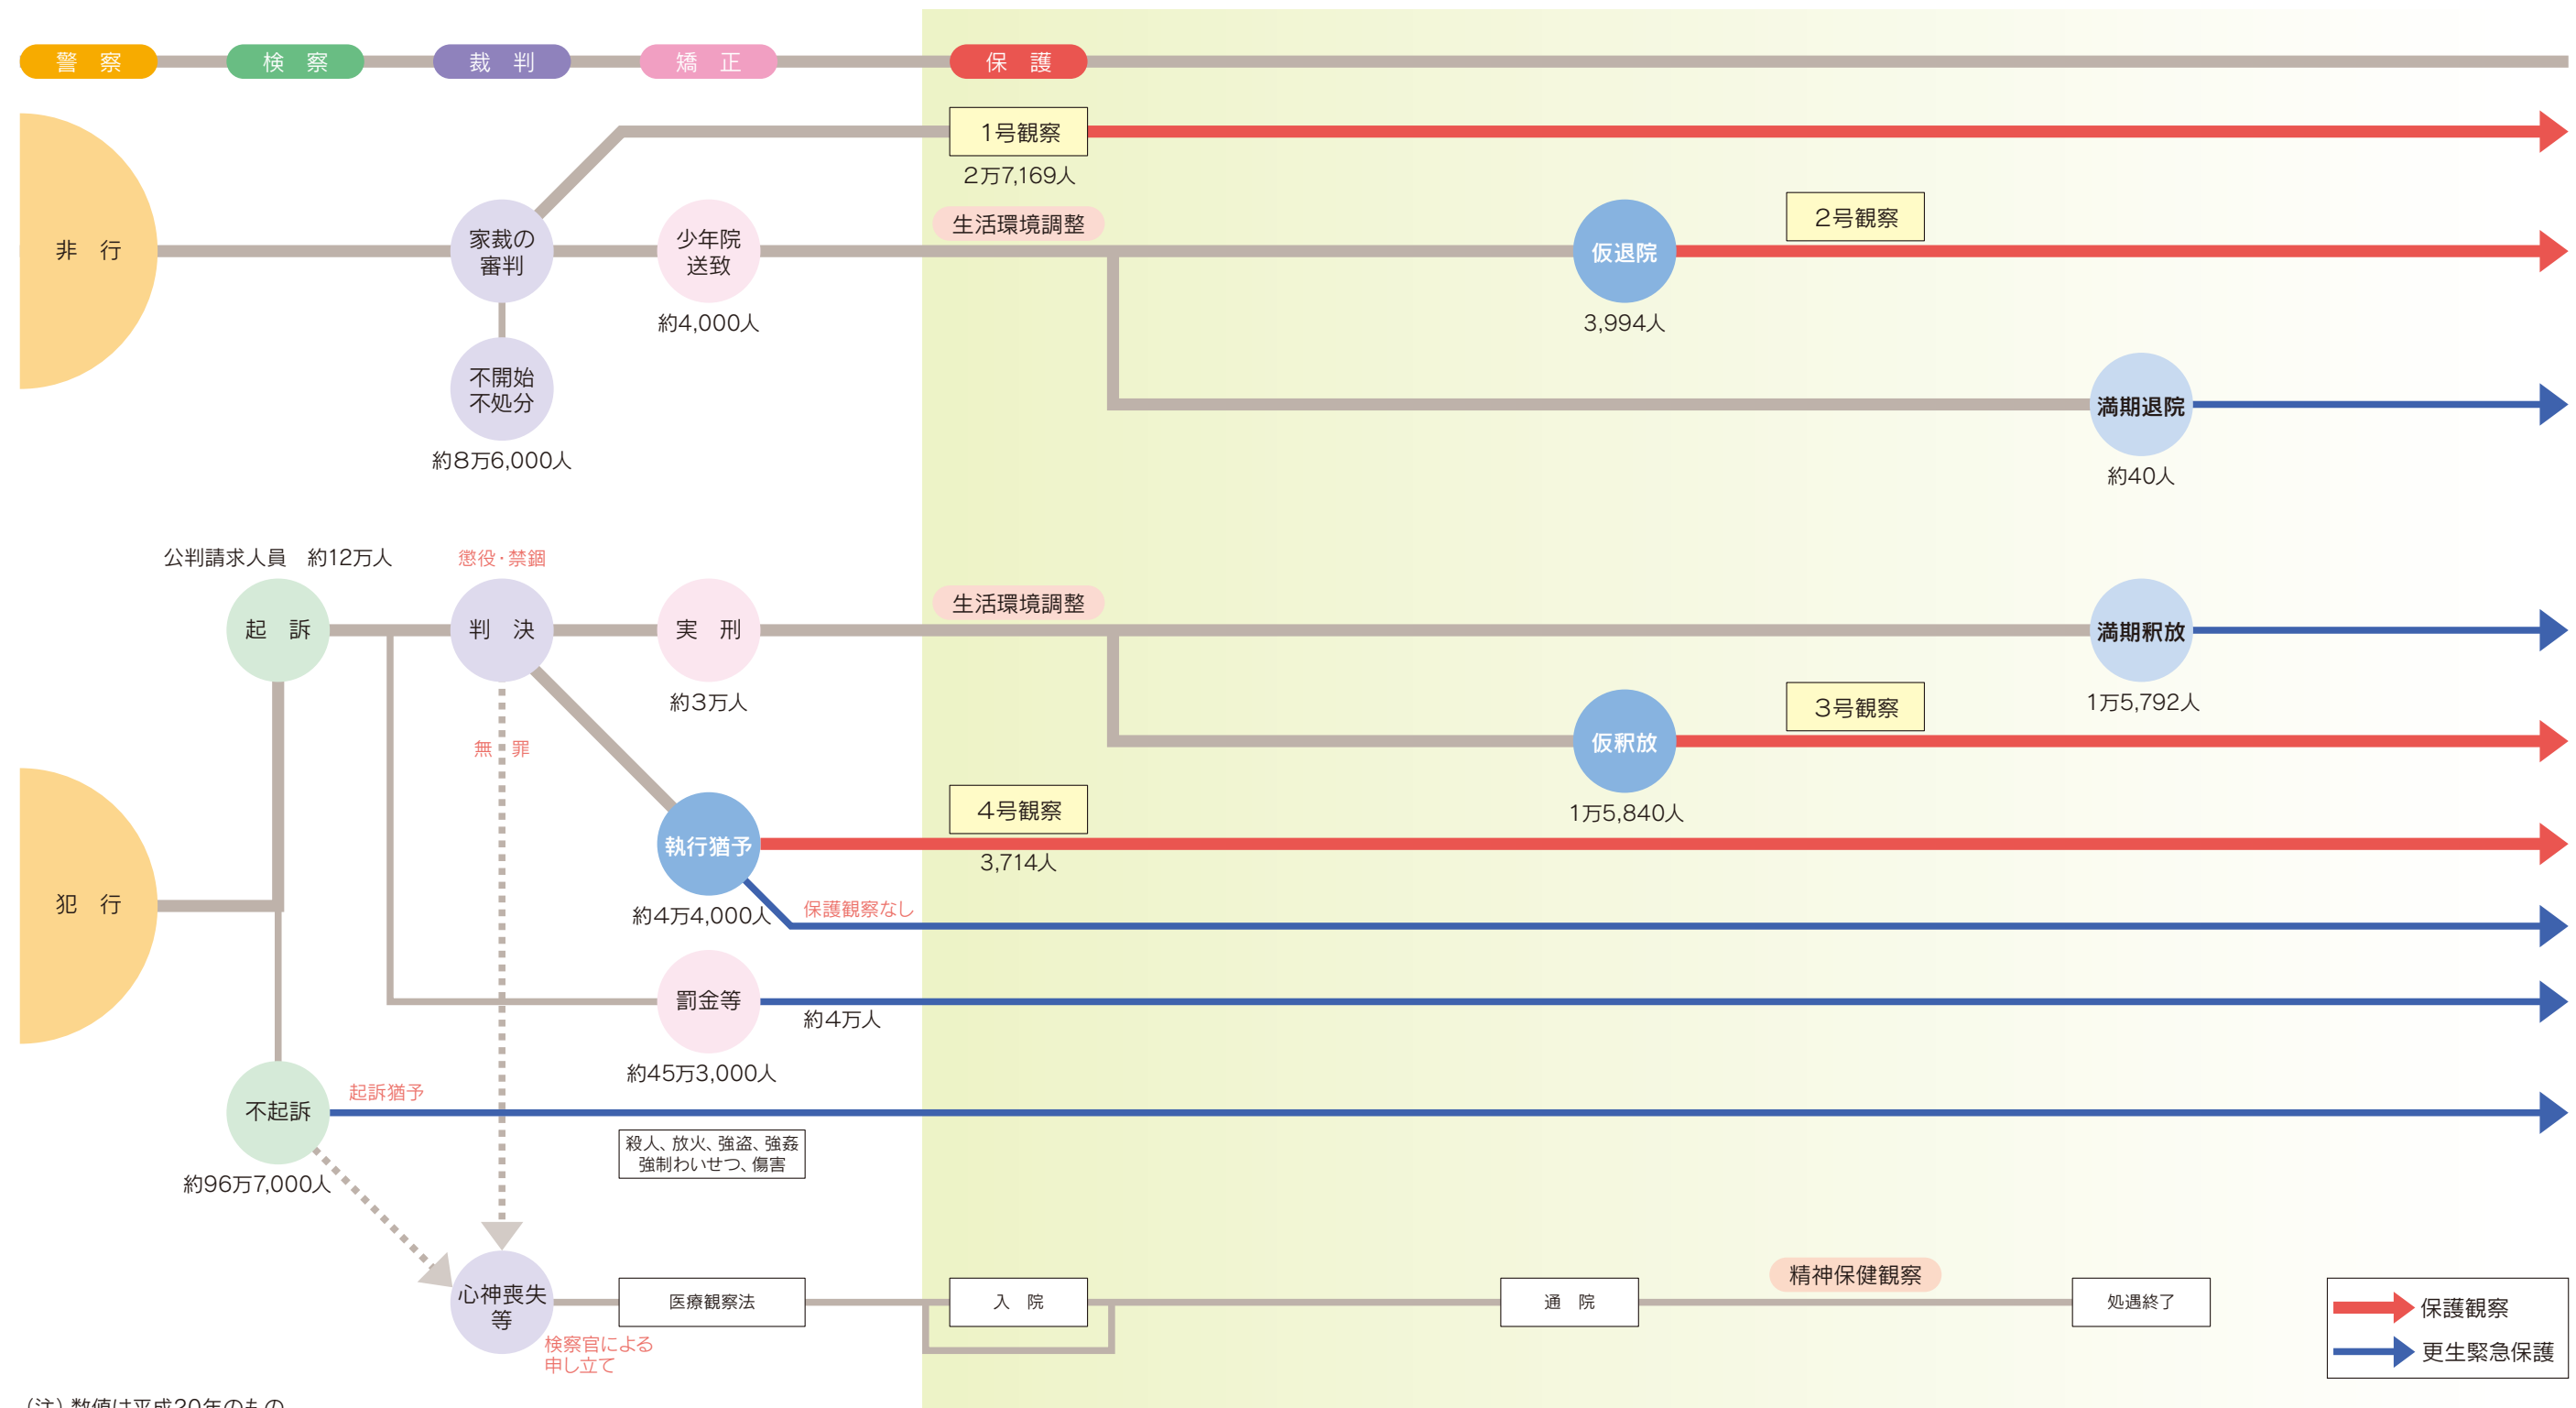 警 察
検 察
裁 判
矯 正
保 護
1号観察
2万7,169人
非 行
家裁の
審判
少年院
送致
約4,000人
生活環境調整
仮退院
3,994人
2号観察
不開始
不処分
約8万6,000人
満期退院
約40人
公判請求人員 約12万人
懲役・禁錮
起 訴
判 決
実 刑
約3万人
生活環境調整
満期釈放
1万5,792人
無 罪
仮釈放
1万5,840人
3号観察
4号観察
3,714人
執行猶予
約4万4,000人
保護観察なし
犯 行
罰金等
約4万人
約45万3,000人
不起訴
起訴猶予
約96万7,000人
殺人、放火、強盗、強姦
強制わいせつ、傷害
心神喪失
等
検察官による
申し立て
医療観察法
入 院
通 院
精神保健観察
処遇終了
保護観察
更生緊急保護
（注）数値は平成20年のもの